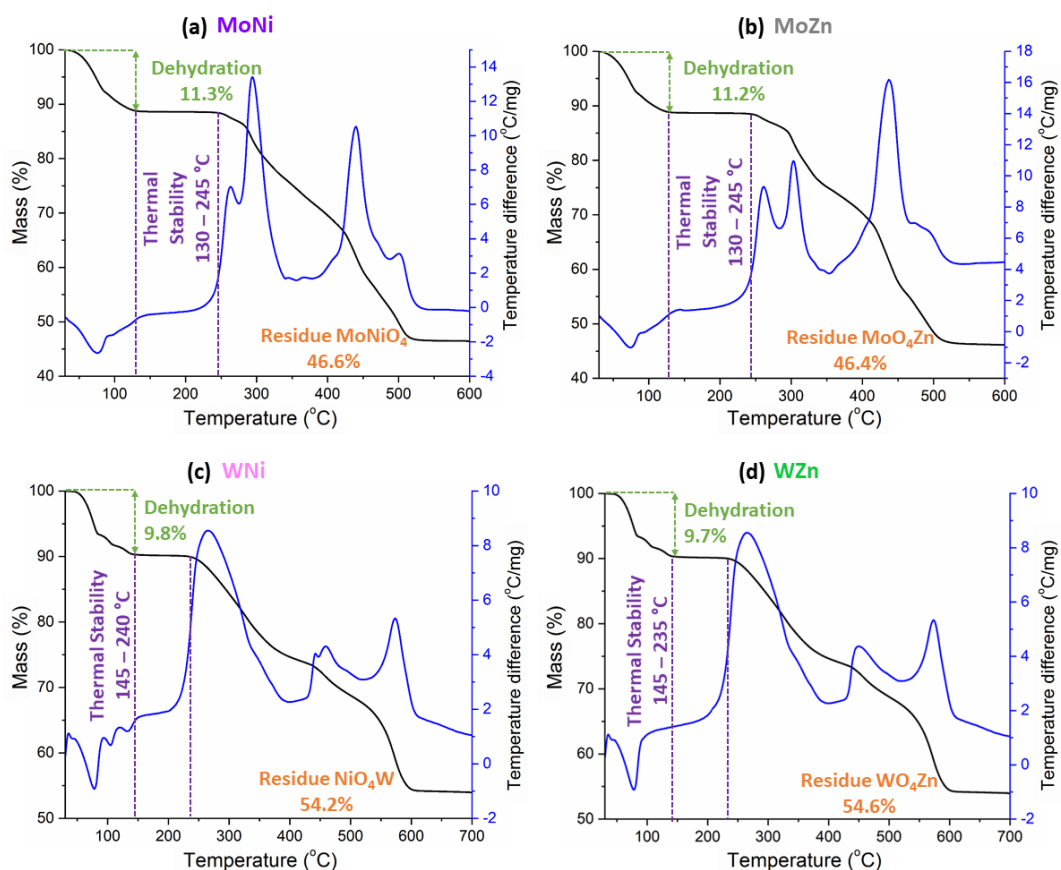 (a) MoNi
100
90
80
70
60
50
40
Mass (%)
Dehydration
11.3%
Thermal
Stability
130 – 245 °C
Residue MoNiO₄
46.6%
14
12
10
8
6
4
2
0
-2
-4
Temperature difference (°C/mg)
100 200 300 400 500 600
Temperature (°C)
(b) MoZn
100
90
80
70
60
50
40
Mass (%)
Dehydration
11.2%
Thermal
Stability
130 – 245 °C
Residue MoO₄Zn
46.4%
18
16
14
12
10
8
6
4
2
0
-2
Temperature difference (°C/mg)
100 200 300 400 500 600
Temperature (°C)
(c) WNi
100
90
80
70
60
50
Mass (%)
Dehydration
9.8%
Thermal Stability
145 – 240 °C
Residue NiO₄W
54.2%
10
8
6
4
2
0
-2
Temperature difference (°C/mg)
100 200 300 400 500 600 700
Temperature (°C)
(d) WZn
100
90
80
70
60
50
Mass (%)
Dehydration
9.7%
Thermal Stability
145 – 235 °C
Residue WO₄Zn
54.6%
10
8
6
4
2
0
-2
Temperature difference (°C/mg)
100 200 300 400 500 600 700
Temperature (°C)